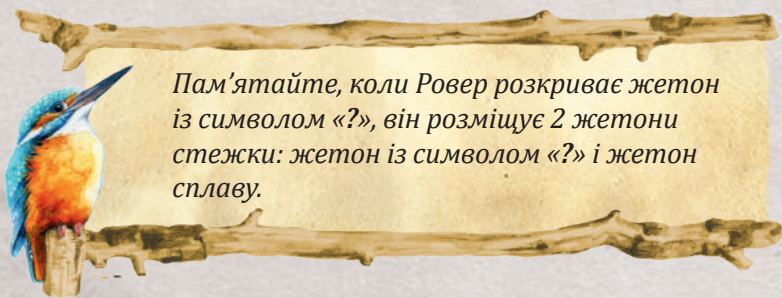 Пам’ятайте, коли Ровер розкриває жетон
із символом «?», він розміщує 2 жетони
стежки: жетон із символом «?» і жетон
сплаву.